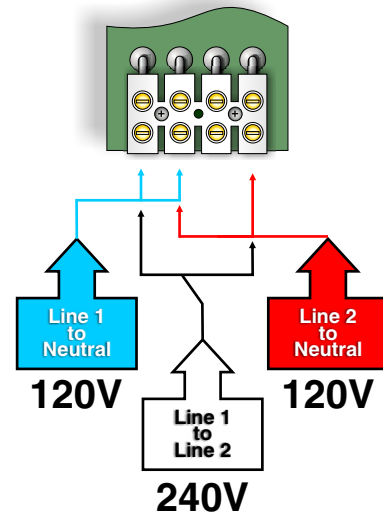 Line 1
to
Neutral
120V
Line 2
to
Neutral
120V
Line 1
to
Line 2
240V